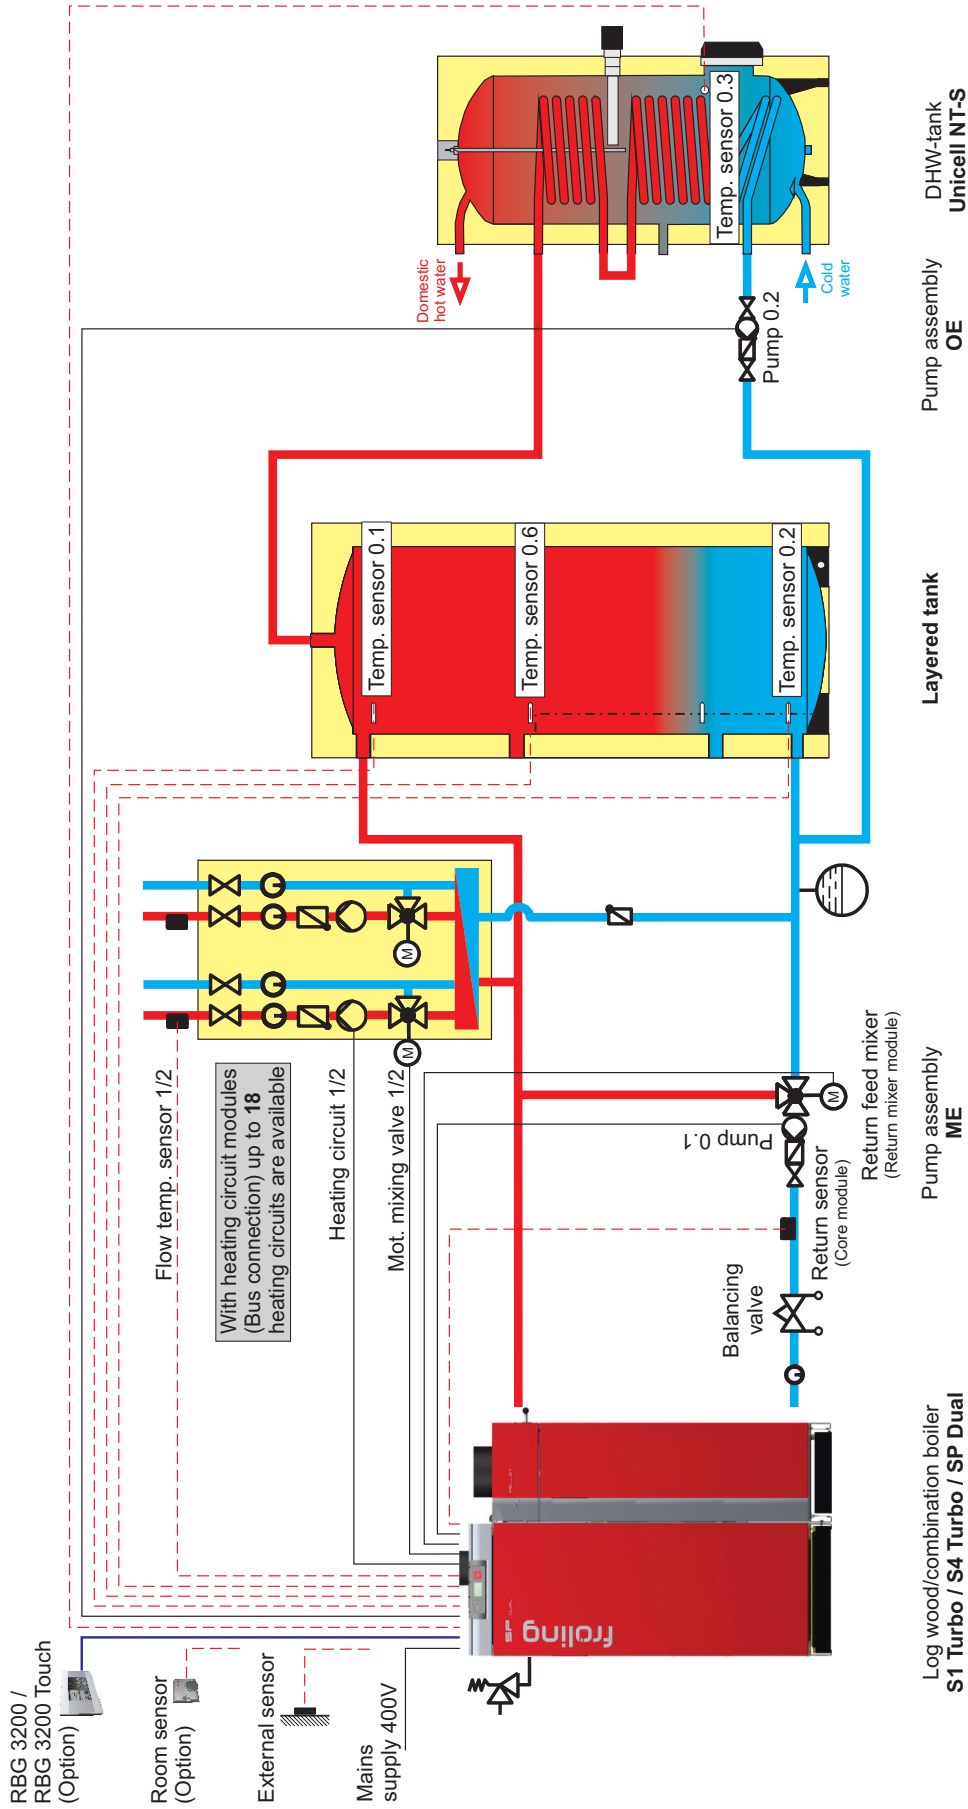 RBG 3200 /
RBG 3200 Touch
(Option)
Room sensor
(Option)
External sensor
Mains
supply 400V
Flow temp. sensor 1/2
With heating circuit modules
(Bus connection) up to 18
heating circuits are available
Heating circuit 1/2
Mot. mixing valve 1/2
M
M
Domestic
hot water
Temp. sensor 0.3
Cold
water
Pump 0.2
Temp. sensor 0.1
Temp. sensor 0.6
Temp. sensor 0.2
froling
SP DUAL
PELLET
Balancing
valve
Return sensor
(Core module)
Pump 0.1
M
Return feed mixer
(Return mixer module)
Log wood/combination boiler
S1 Turbo / S4 Turbo / SP Dual
Pump assembly
ME
Layered tank
Pump assembly
OE
DHW-tank
Unicell NT-S